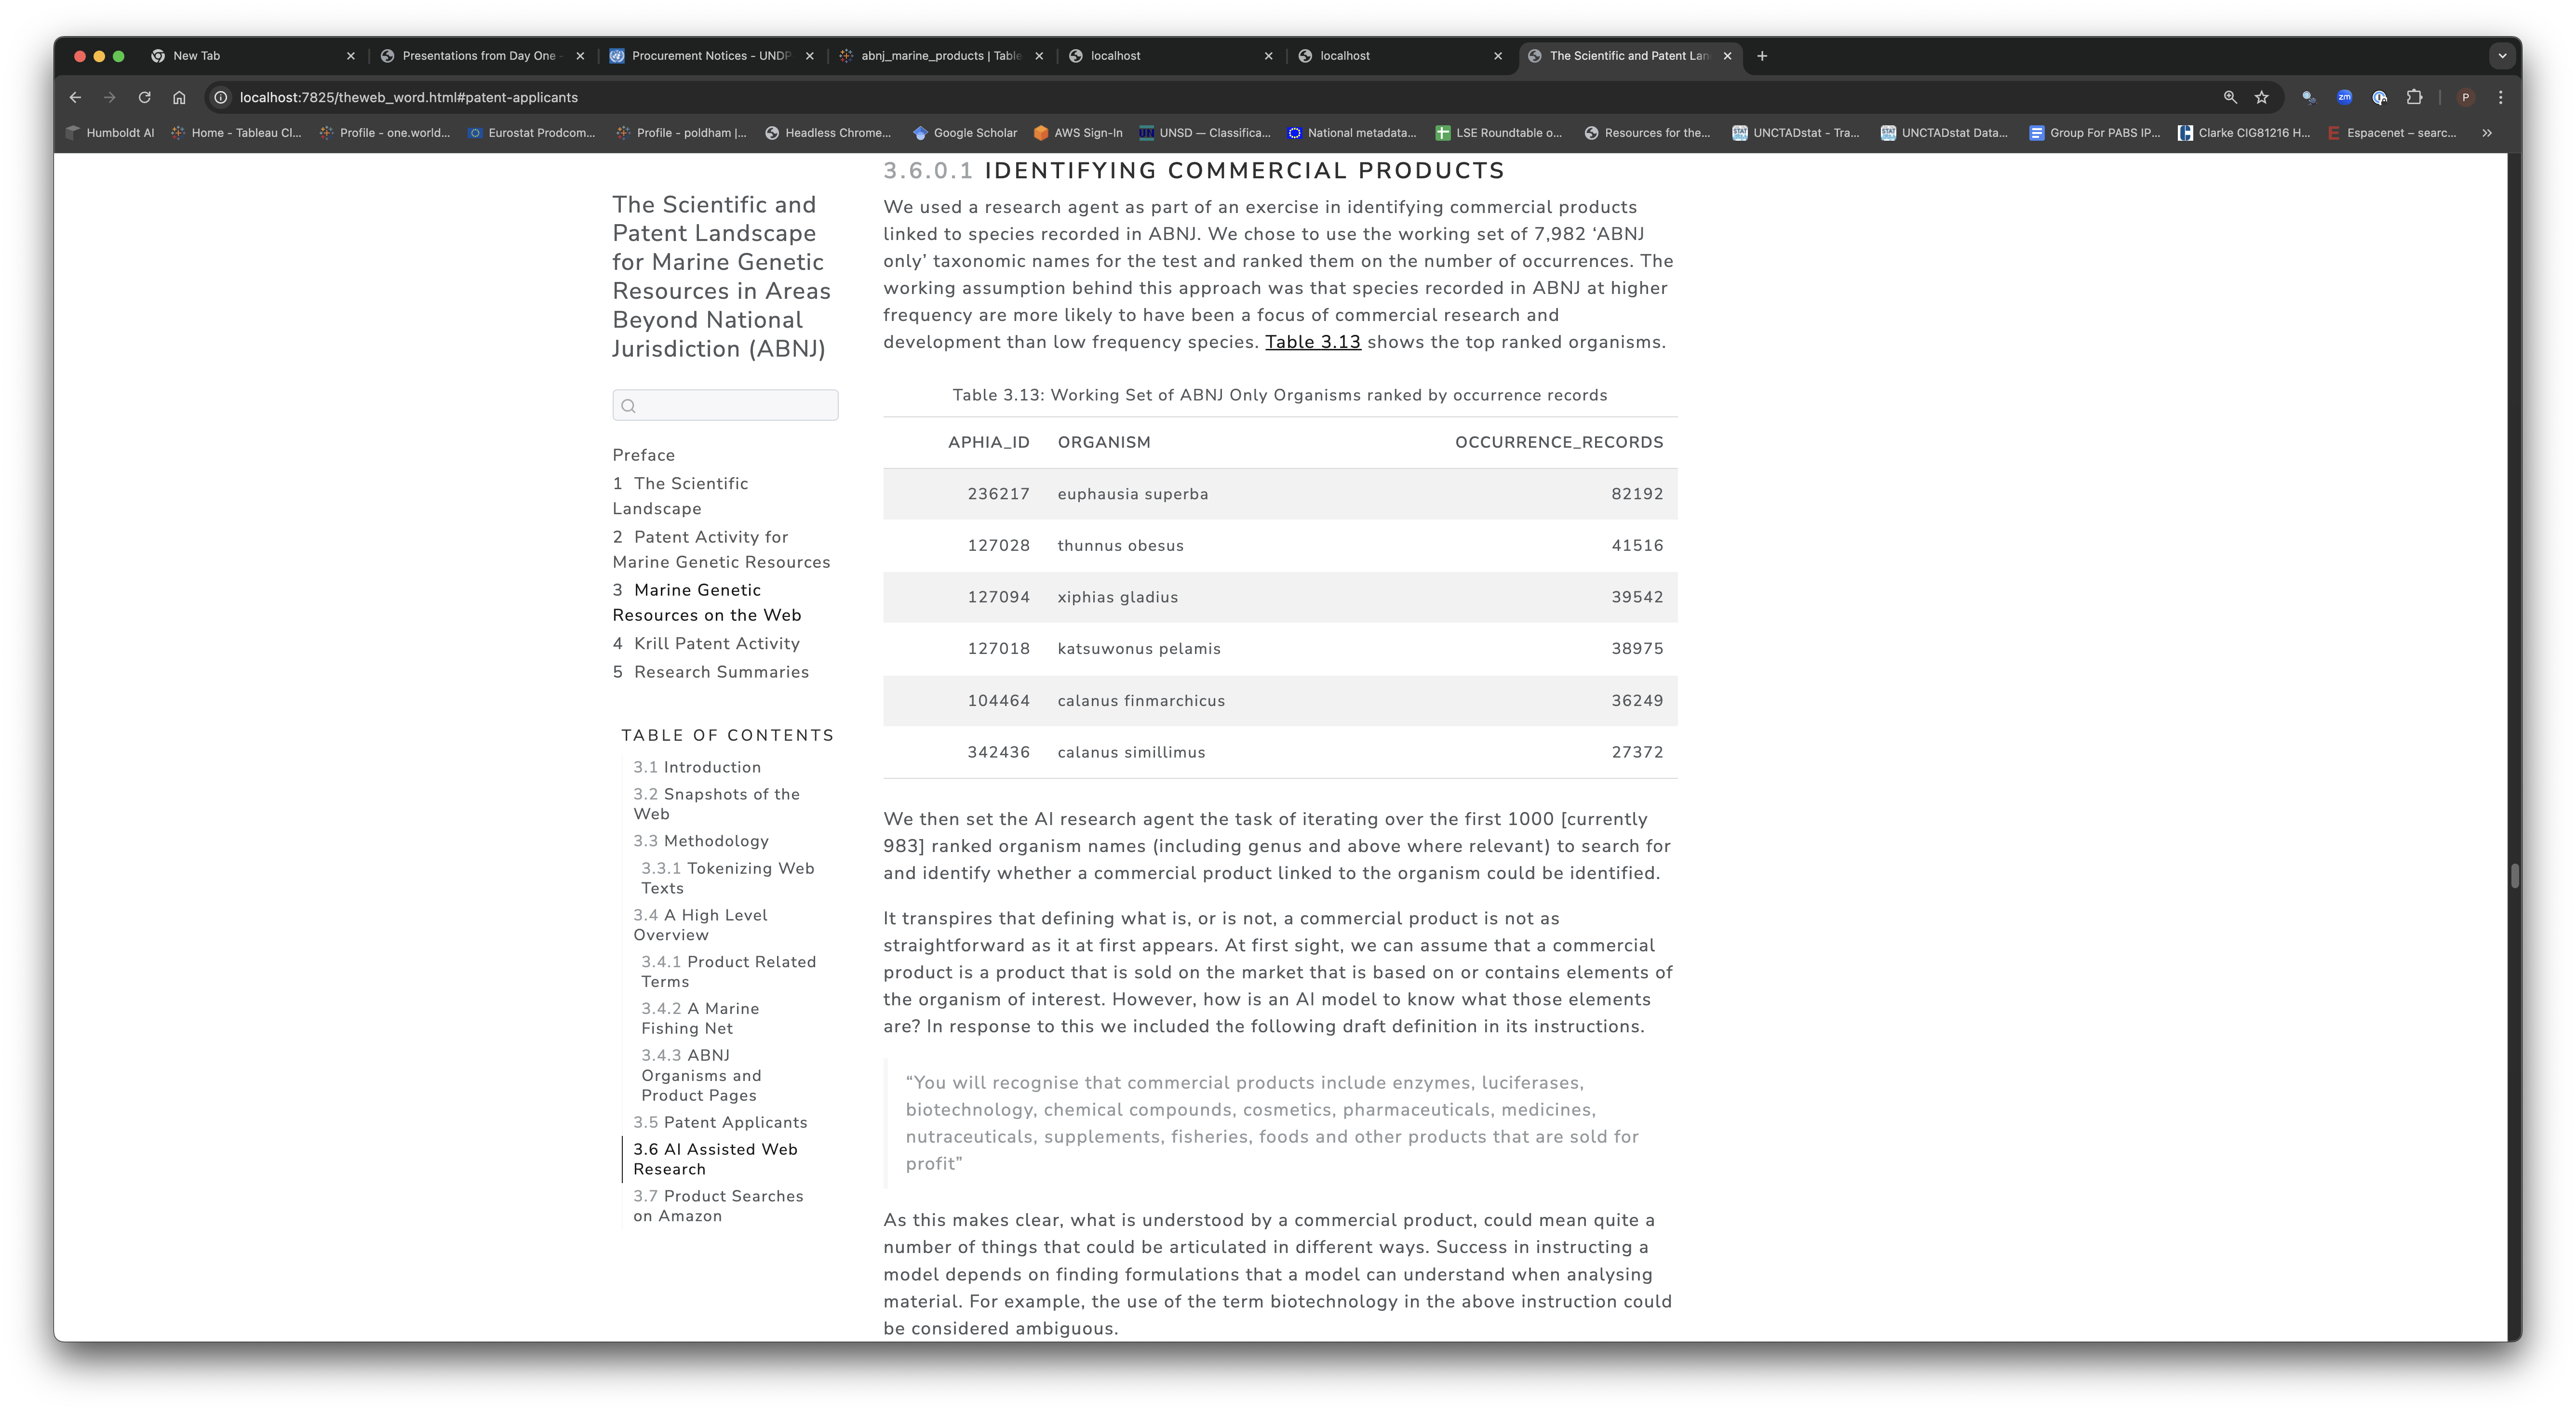 New Tab
Presentations from Day One -
Procurement Notices - UNDP
abnj_marine_products | Table
localhost
localhost
The Scientific and Patent Lan
localhost:7825/theweb_word.html#patent-applicants
P
Humboldt AI
Home - Tableau Cl...
Profile - one.world...
Eurostat Prodcom...
Profile - poldham |...
Headless Chrome...
Google Scholar
AWS Sign-In
UNSD — Classifica...
National metadata...
LSE Roundtable o...
Resources for the...
UNCTADstat - Tra...
UNCTADstat Data...
Group For PABS IP...
Clarke CIG81216 H...
Espacenet – searc...
The Scientific and
Patent Landscape
for Marine Genetic
Resources in Areas
Beyond National
Jurisdiction (ABNJ)
Preface
1 The Scientific
Landscape
2 Patent Activity for
Marine Genetic Resources
3 Marine Genetic
Resources on the Web
4 Krill Patent Activity
5 Research Summaries
TABLE OF CONTENTS
3.1 Introduction
3.2 Snapshots of the
Web
3.3 Methodology
3.3.1 Tokenizing Web
Texts
3.4 A High Level
Overview
3.4.1 Product Related
Terms
3.4.2 A Marine
Fishing Net
3.4.3 ABNJ
Organisms and
Product Pages
3.5 Patent Applicants
3.6 AI Assisted Web
Research
3.7 Product Searches
on Amazon
3.6.0.1 IDENTIFYING COMMERCIAL PRODUCTS
We used a research agent as part of an exercise in identifying commercial products
linked to species recorded in ABNJ. We chose to use the working set of 7,982 ‘ABNJ
only’ taxonomic names for the test and ranked them on the number of occurrences. The
working assumption behind this approach was that species recorded in ABNJ at higher
frequency are more likely to have been a focus of commercial research and
development than low frequency species. Table 3.13 shows the top ranked organisms.
Table 3.13: Working Set of ABNJ Only Organisms ranked by occurrence records
APHIA_ID ORGANISM OCCURRENCE_RECORDS
236217 euphausia superba 82192
127028 thunnus obesus 41516
127094 xiphias gladius 39542
127018 katsuwonus pelamis 38975
104464 calanus finmarchicus 36249
342436 calanus simillimus 27372
We then set the AI research agent the task of iterating over the first 1000 [currently
983] ranked organism names (including genus and above where relevant) to search for
and identify whether a commercial product linked to the organism could be identified.
It transpires that defining what is, or is not, a commercial product is not as
straightforward as it at first appears. At first sight, we can assume that a commercial
product is a product that is sold on the market that is based on or contains elements of
the organism of interest. However, how is an AI model to know what those elements
are? In response to this we included the following draft definition in its instructions.
“You will recognise that commercial products include enzymes, luciferases,
biotechnology, chemical compounds, cosmetics, pharmaceuticals, medicines,
nutraceuticals, supplements, fisheries, foods and other products that are sold for
profit”
As this makes clear, what is understood by a commercial product, could mean quite a
number of things that could be articulated in different ways. Success in instructing a
model depends on finding formulations that a model can understand when analysing
material. For example, the use of the term biotechnology in the above instruction could
be considered ambiguous.